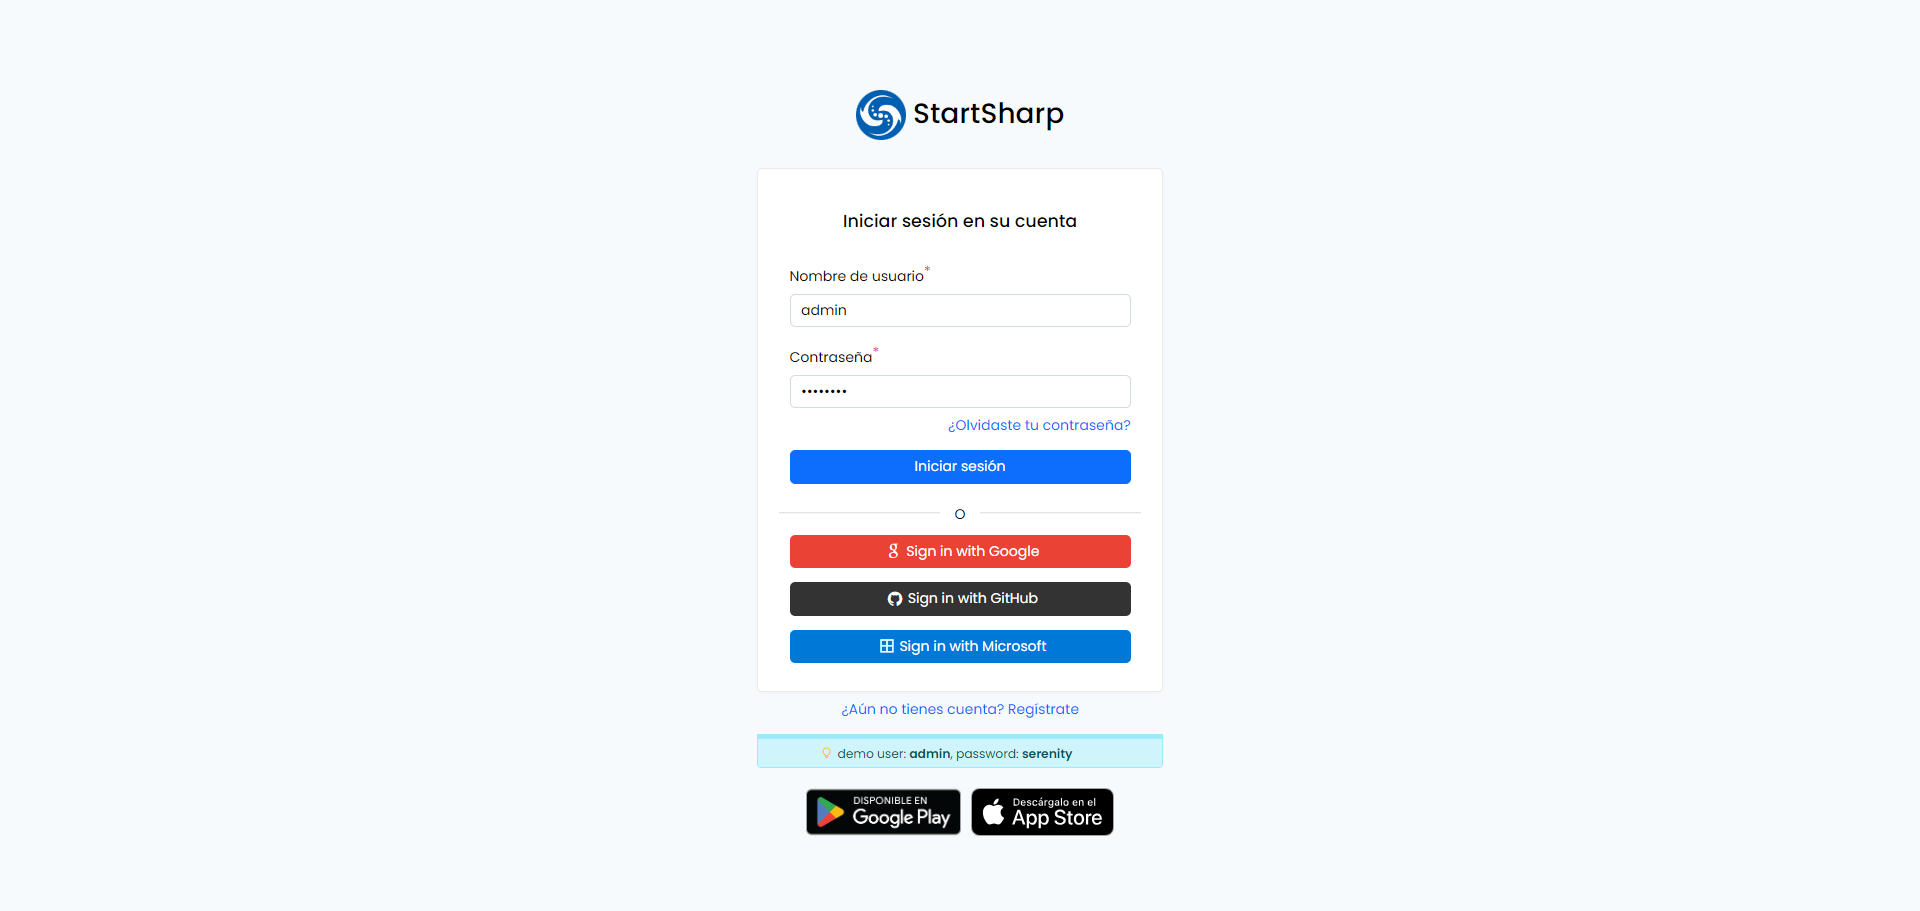 StartSharp
Iniciar sesión en su cuenta
Nombre de usuario*
admin
Contraseña*
••••••••
¿Olvidaste tu contraseña?
Iniciar sesión
O
Sign in with Google
Sign in with GitHub
Sign in with Microsoft
¿Aún no tienes cuenta? Regístrate
demo user: admin, password: serenity
DISPONIBLE EN
Google Play
Descárgalo en el
App Store